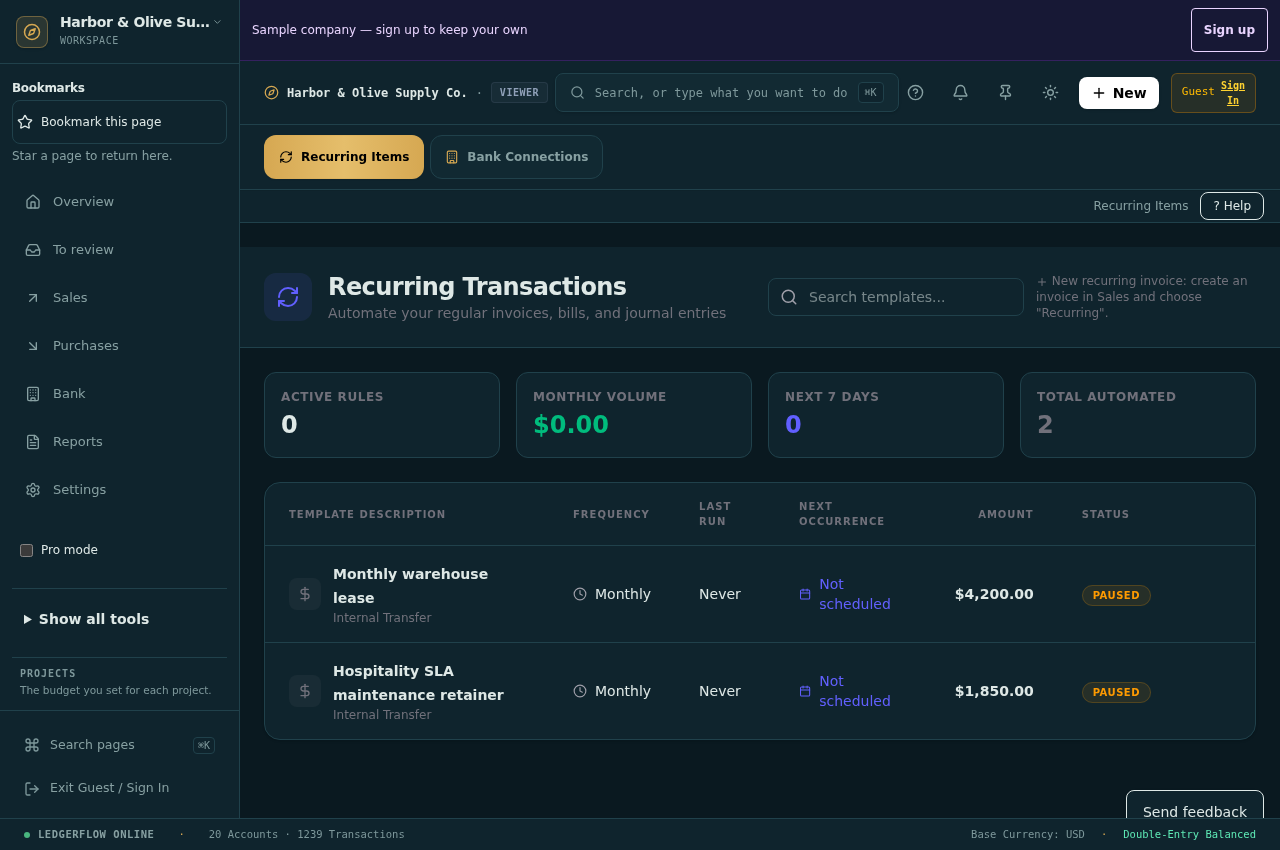 Harbor & Olive Su...
WORKSPACE
Bookmarks
Bookmark this page
Star a page to return here.
Overview
To review
Sales
Purchases
Bank
Reports
Settings
Pro mode
Show all tools
PROJECTS
The budget you set for each project.
Search pages ⌘K
Exit Guest / Sign In
Sample company — sign up to keep your own
Sign up
Harbor & Olive Supply Co. · VIEWER
Search, or type what you want to do ⌘K
New
Guest Sign
In
Recurring Items
Bank Connections
Recurring Items
? Help
Recurring Transactions
Automate your regular invoices, bills, and journal entries
Search templates...
+ New recurring invoice: create an
invoice in Sales and choose
"Recurring".
ACTIVE RULES
0
MONTHLY VOLUME
$0.00
NEXT 7 DAYS
0
TOTAL AUTOMATED
2
TEMPLATE DESCRIPTION
FREQUENCY
LAST
RUN
NEXT
OCCURRENCE
AMOUNT
STATUS
Monthly warehouse
lease
Internal Transfer
Monthly
Never
Not
scheduled
$4,200.00
PAUSED
Hospitality SLA
maintenance retainer
Internal Transfer
Monthly
Never
Not
scheduled
$1,850.00
PAUSED
Send feedback
LEDGERFLOW ONLINE · 20 Accounts · 1239 Transactions
Base Currency: USD · Double-Entry Balanced